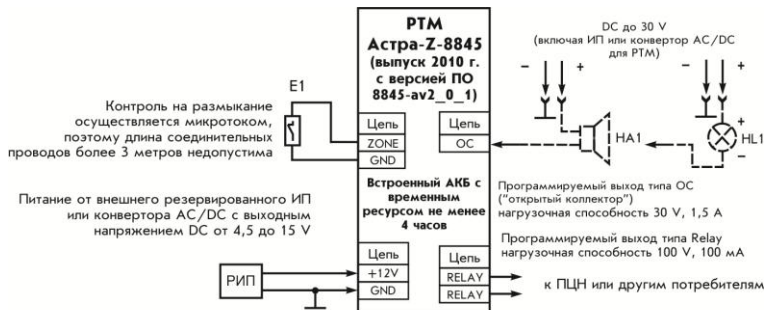 РТМ
Астра-Z-8845
(выпуск 2010 г.
с версией ПО
8845-av2_0_1)
DC до 30 V
(включая ИП или конвертор AC/DC
для РТМ)
– +
– +
E1
Контроль на размыкание
осуществляется микротоком,
поэтому длина соединительных
проводов более 3 метров недопустима
Цепь
ZONE
GND
Цепь
ОС
HA1
+
HL1
–
Встроенный АКБ с
временным
ресурсом не менее
4 часов
Программируемый выход типа ОС
("открытый коллектор")
нагрузочная способность 30 V, 1,5 А
Питание от внешнего резервированного ИП
или конвертора AC/DC с выходным
напряжением DC от 4,5 до 15 V
Программируемый выход типа Relay
нагрузочная способность 100 V, 100 мА
РИП
Цепь
+12V
GND
Цепь
RELAY
RELAY
к ПЦН или другим потребителям